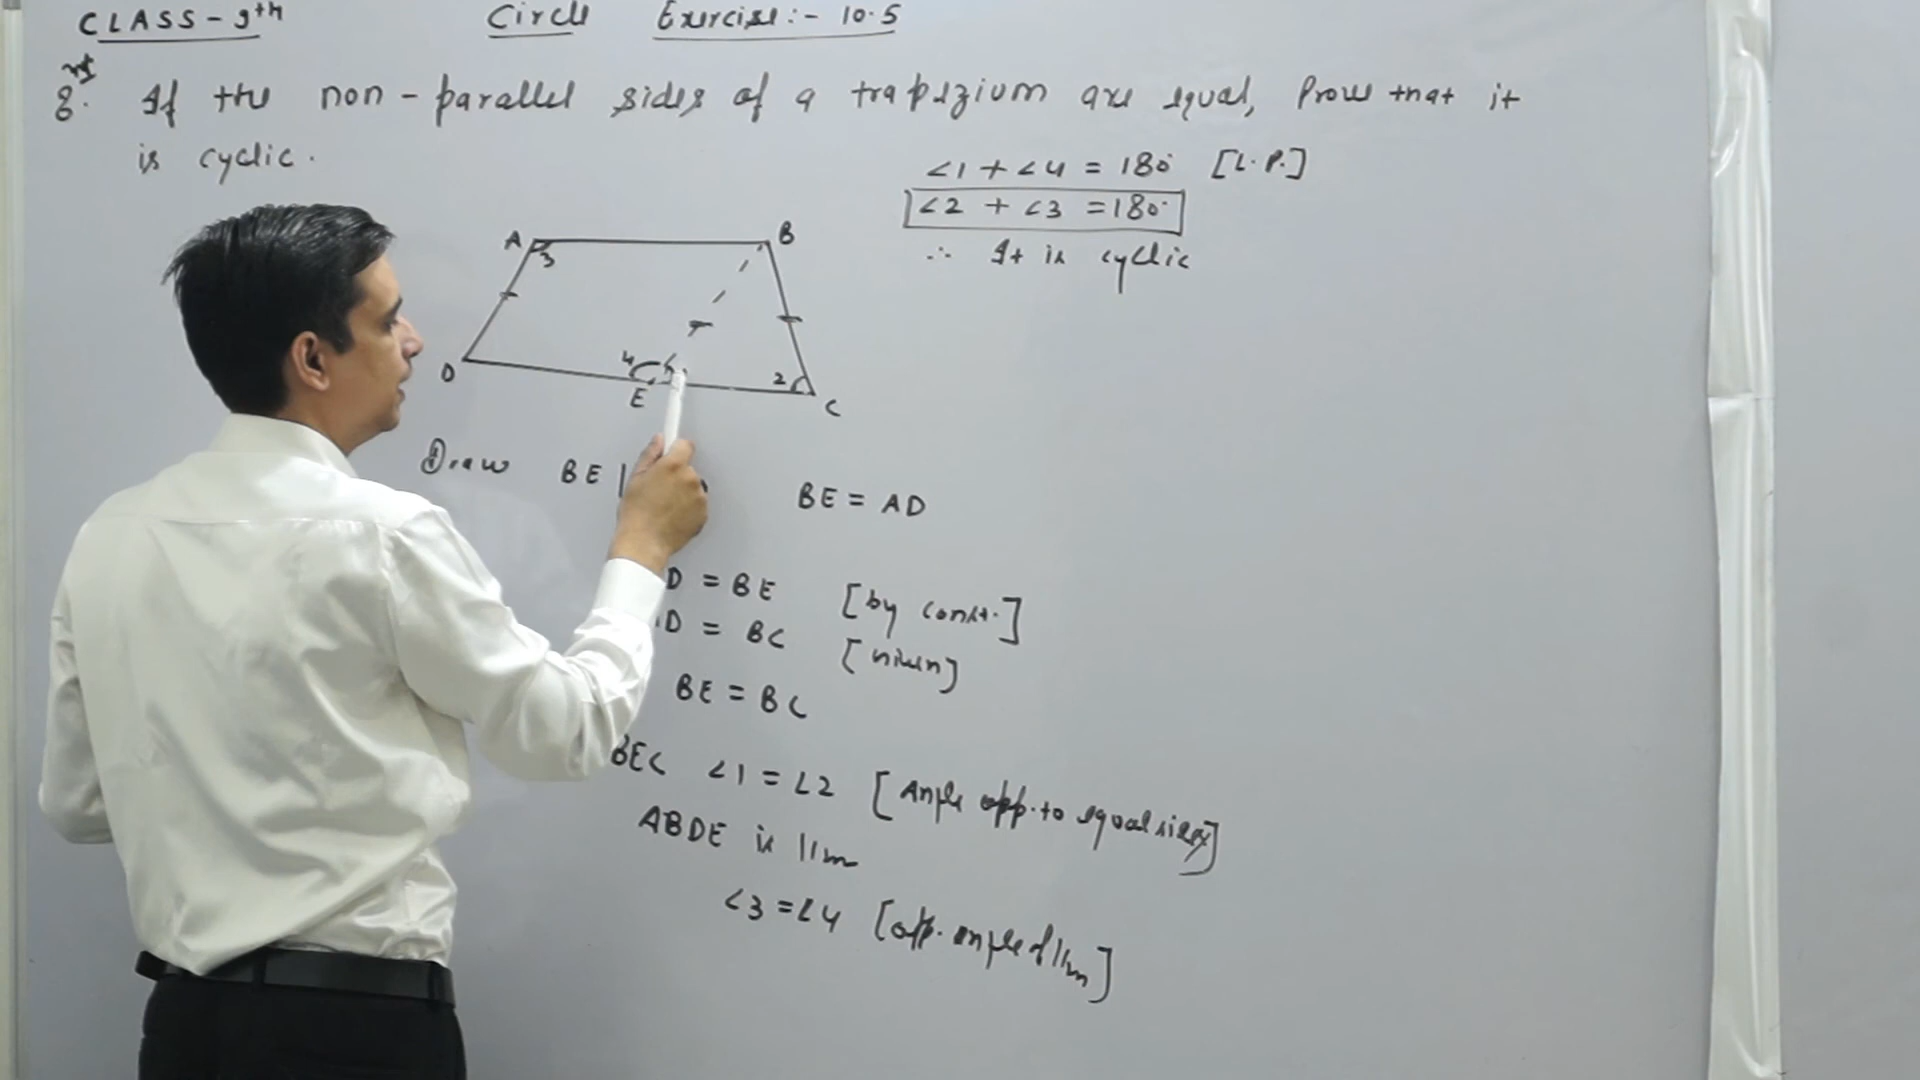 CLASS - 9th Circle Exercise:- 10.5
8. If the non-parallel sides of a trapezium are equal, Prove that it
is cyclic.
∠1 + ∠4 = 180° [L.P.]
∠2 + ∠3 = 180°
∴ It is cyclic
A B
3
4 2
D E C
Draw BE | BE = AD
D = BE [by const.]
D = BC [
BE = BC
BEC ∠1 = ∠2 [Angle opp. to equal sides]
ABDE is ||m
∠3 = ∠4 [opp. angle of ||m]